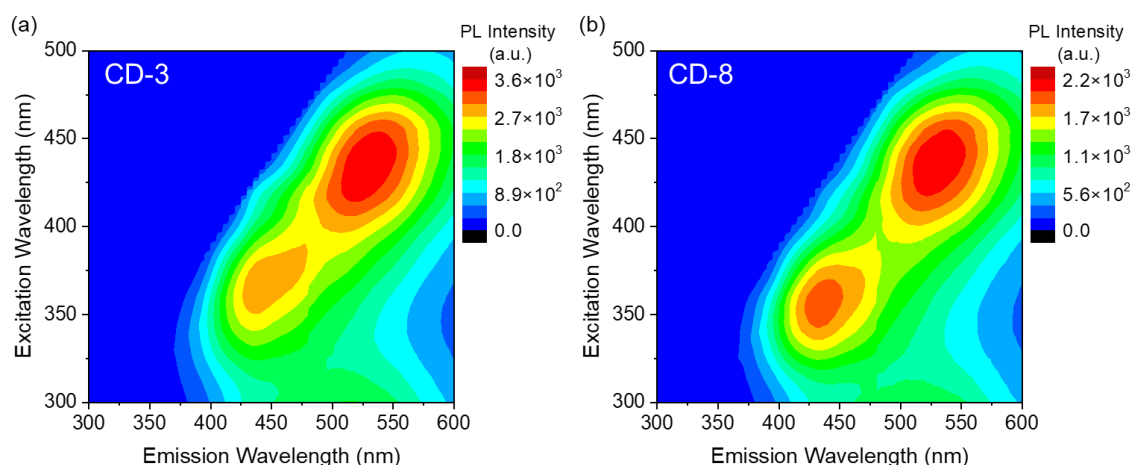 (a)
CD-3
PL Intensity
(a.u.)
3.6×10³
2.7×10³
1.8×10³
8.9×10²
0.0
Excitation Wavelength (nm)
500
450
400
350
300
300 350 400 450 500 550 600
Emission Wavelength (nm)
(b)
CD-8
PL Intensity
(a.u.)
2.2×10³
1.7×10³
1.1×10³
5.6×10²
0.0
Excitation Wavelength (nm)
500
450
400
350
300
300 350 400 450 500 550 600
Emission Wavelength (nm)